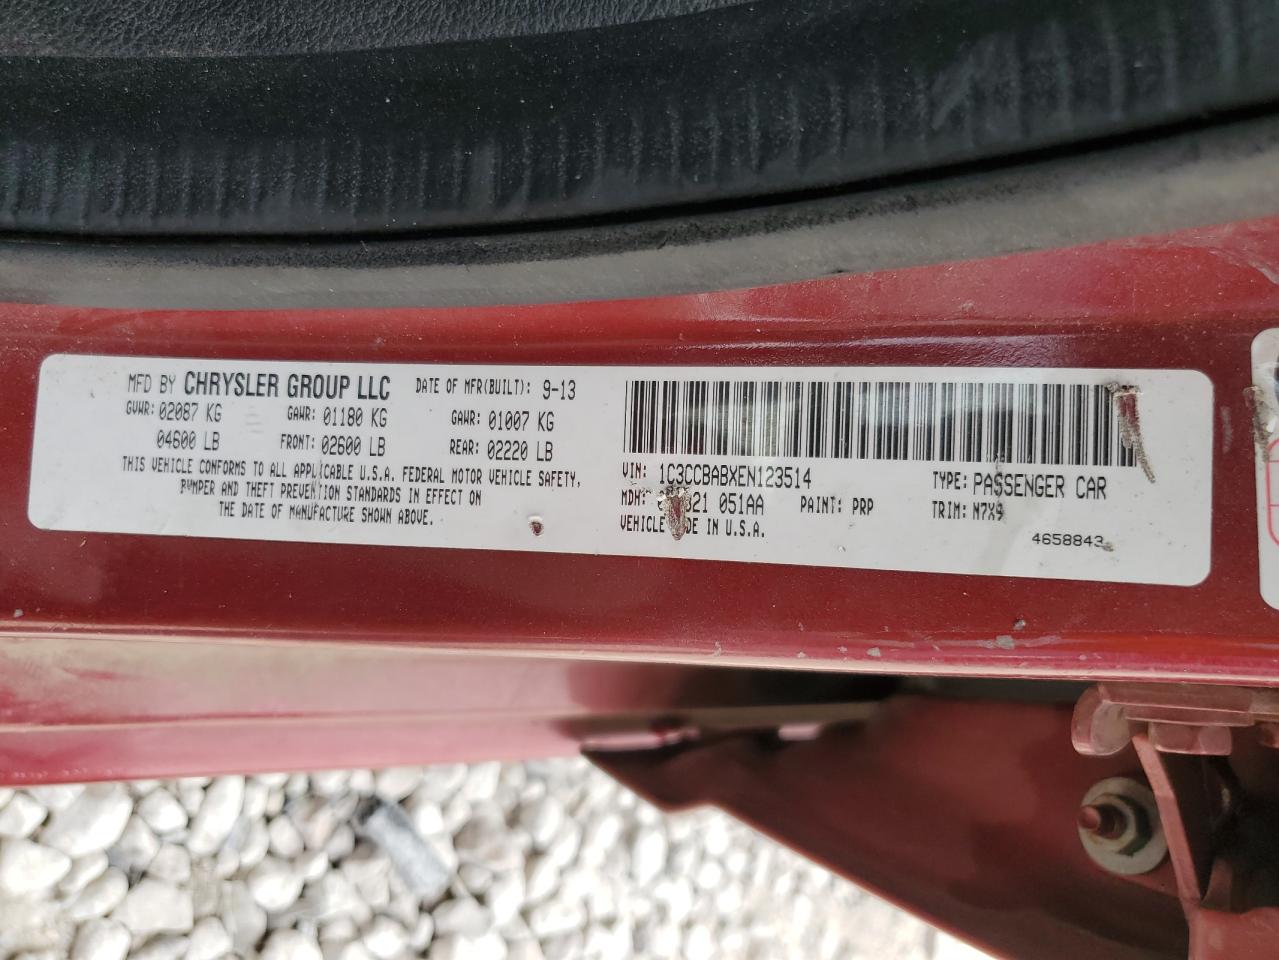 MFD BY CHRYSLER GROUP LLC DATE OF MFR(BUILT): 9-13
GVWR: 02087 KG GAWR: 01180 KG GAWR: 01007 KG
04600 LB FRONT: 02600 LB REAR: 02220 LB
THIS VEHICLE CONFORMS TO ALL APPLICABLE U.S.A. FEDERAL MOTOR VEHICLE SAFETY,
BUMPER AND THEFT PREVENTION STANDARDS IN EFFECT ON
THE DATE OF MANUFACTURE SHOWN ABOVE.
VIN: 1C3CCBABXEN123514 TYPE: PASSENGER CAR
MDH: 051AA PAINT: PRP TRIM: N7X9
VEHICLE IN U.S.A.
4658843